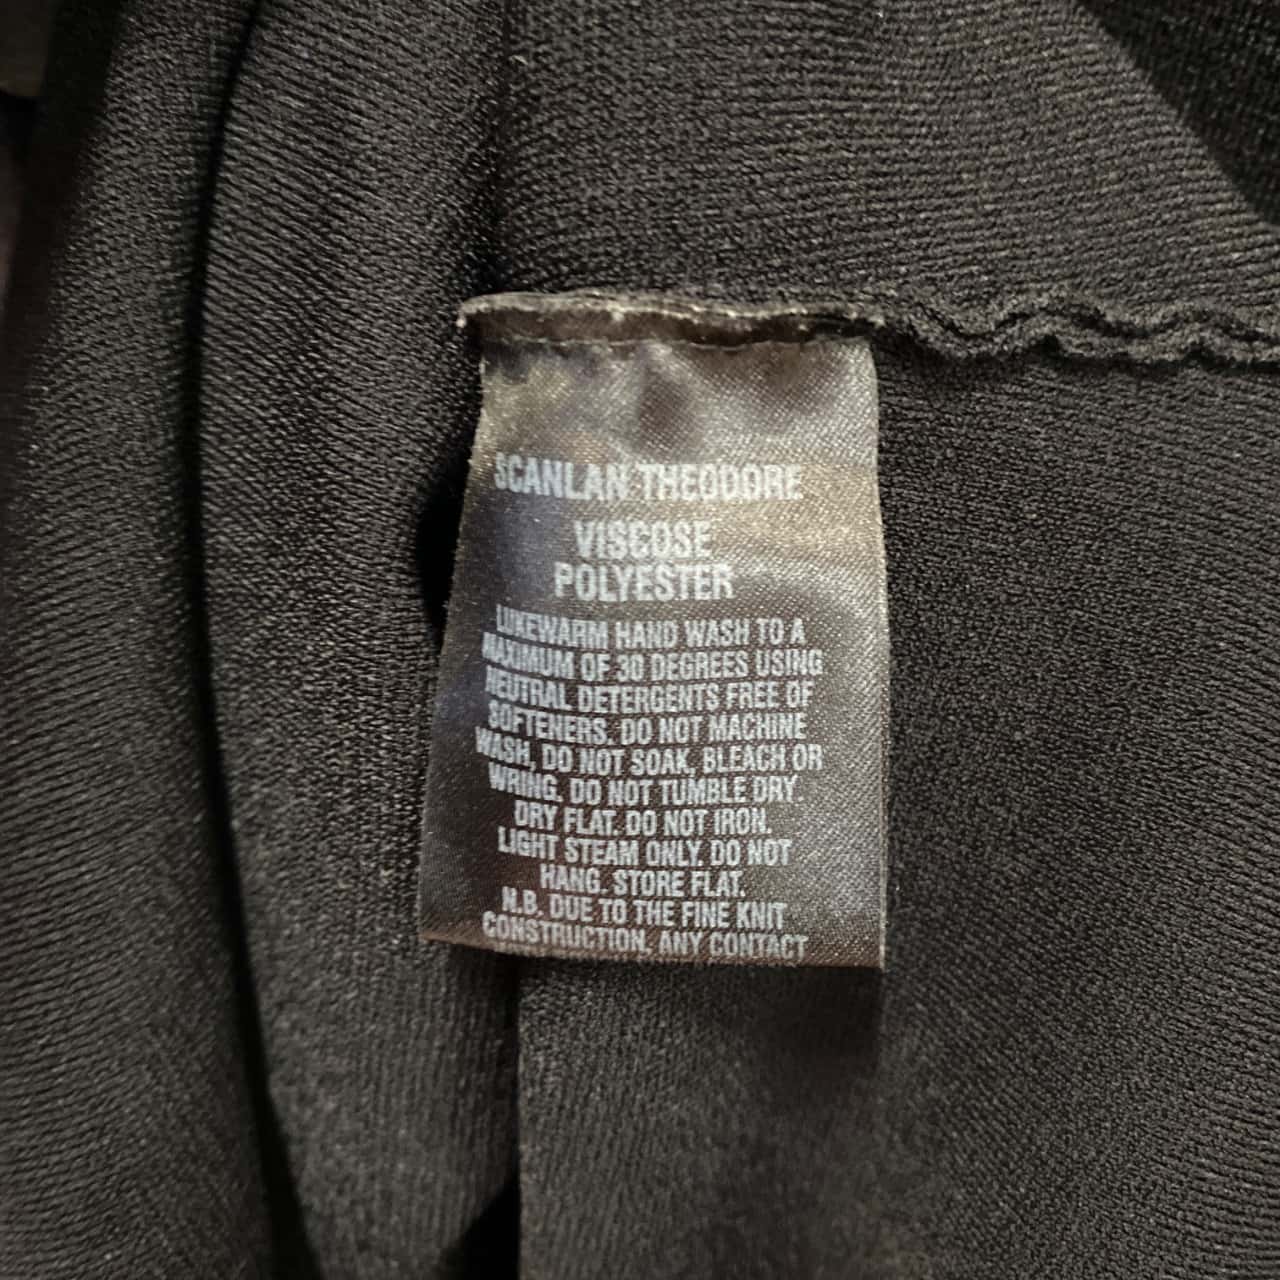 SCANLAN THEODORE
VISCOSE
POLYESTER
LUKEWARM HAND WASH TO A
MAXIMUM OF 30 DEGREES USING
NEUTRAL DETERGENTS FREE OF
SOFTENERS. DO NOT MACHINE
WASH, DO NOT SOAK, BLEACH OR
WRING. DO NOT TUMBLE DRY.
DRY FLAT. DO NOT IRON.
LIGHT STEAM ONLY. DO NOT
HANG. STORE FLAT.
N.B. DUE TO THE FINE KNIT
CONSTRUCTION, ANY CONTACT